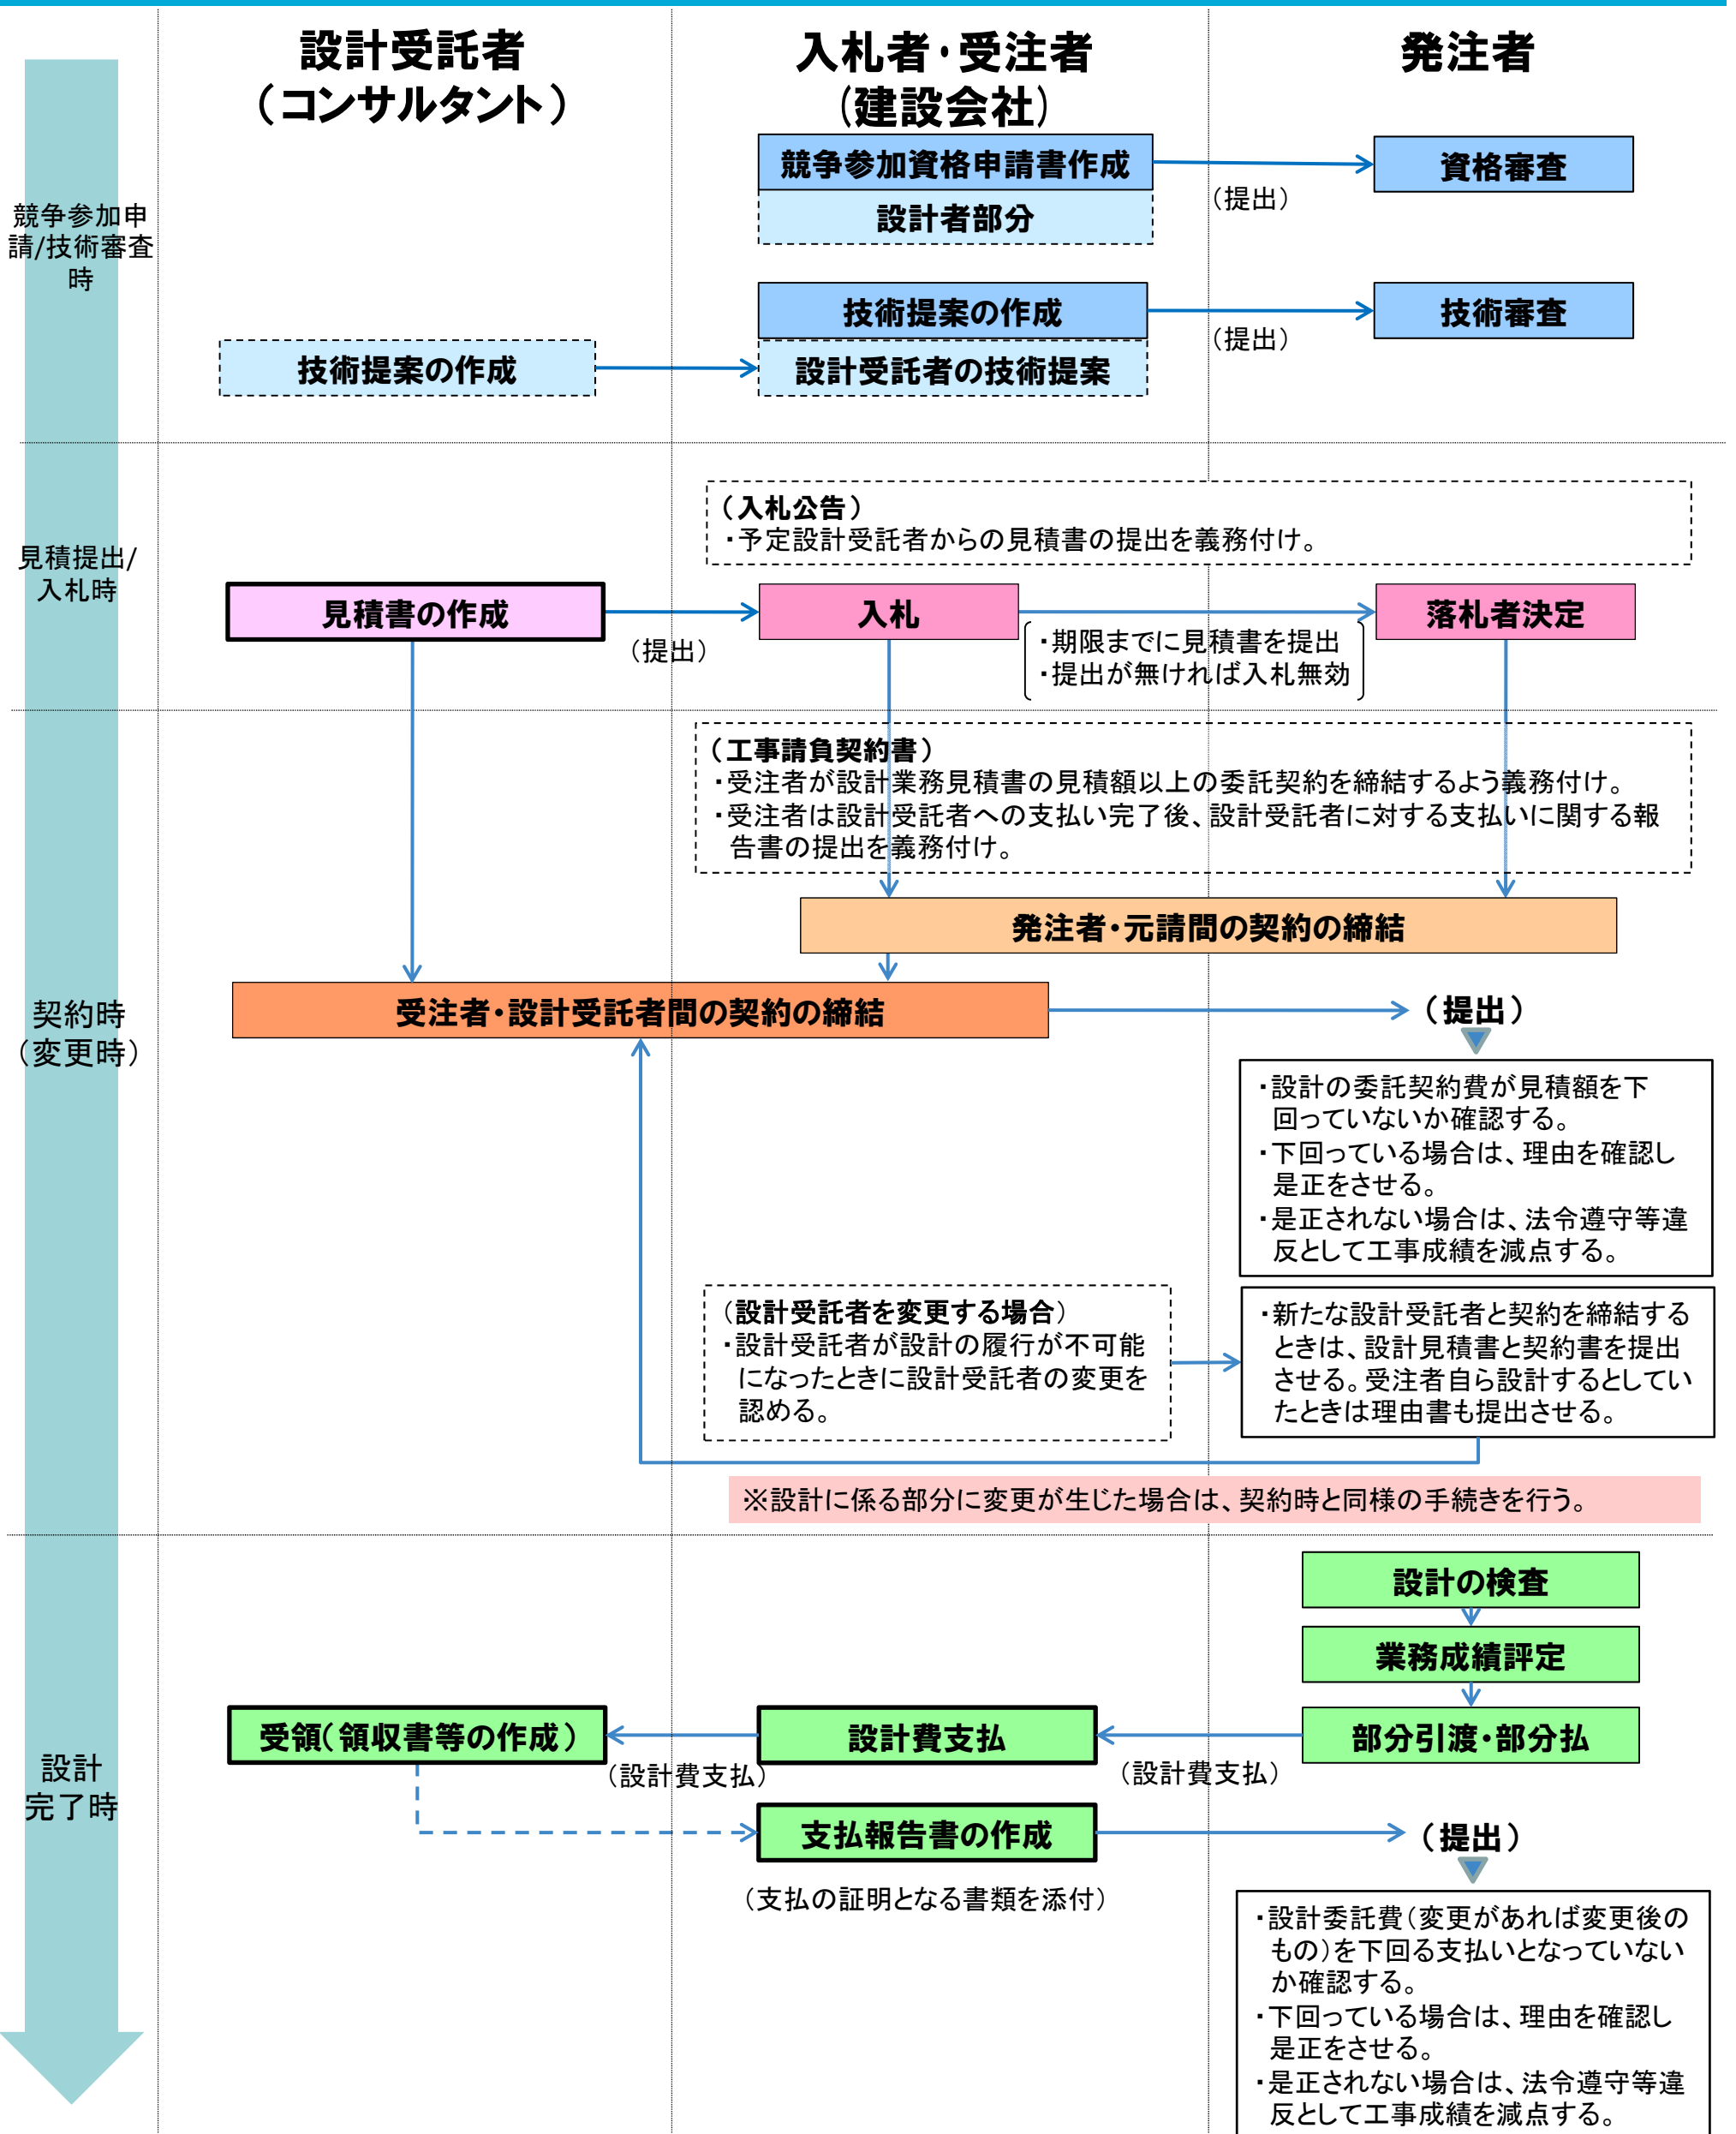 設計受託者
（コンサルタント）
入札者・受注者
(建設会社)
発注者
競争参加申
請/技術審査
時
競争参加資格申請書作成
設計者部分
（提出）
資格審査
技術提案の作成
設計受託者の技術提案
（提出）
技術審査
技術提案の作成
見積提出/
入札時
（入札公告）
・予定設計受託者からの見積書の提出を義務付け。
見積書の作成
（提出）
入札
・期限までに見積書を提出
・提出が無ければ入札無効
落札者決定
契約時
（変更時）
（工事請負契約書）
・受注者が設計業務見積書の見積額以上の委託契約を締結するよう義務付け。
・受注者は設計受託者への支払い完了後、設計受託者に対する支払いに関する報
告書の提出を義務付け。
発注者・元請間の契約の締結
受注者・設計受託者間の契約の締結
（提出）
・設計の委託契約費が見積額を下
回っていないか確認する。
・下回っている場合は、理由を確認し
是正をさせる。
・是正されない場合は、法令遵守等違
反として工事成績を減点する。
（設計受託者を変更する場合）
・設計受託者が設計の履行が不可能
になったときに設計受託者の変更を
認める。
・新たな設計受託者と契約を締結する
ときは、設計見積書と契約書を提出
させる。受注者自ら設計するとしてい
たときは理由書も提出させる。
※設計に係る部分に変更が生じた場合は、契約時と同様の手続きを行う。
設計
完了時
設計の検査
業務成績評定
部分引渡・部分払
（設計費支払）
設計費支払
（設計費支払）
受領（領収書等の作成）
支払報告書の作成
（支払の証明となる書類を添付）
（提出）
・設計委託費（変更があれば変更後の
もの）を下回る支払いとなっていない
か確認する。
・下回っている場合は、理由を確認し
是正をさせる。
・是正されない場合は、法令遵守等違
反として工事成績を減点する。